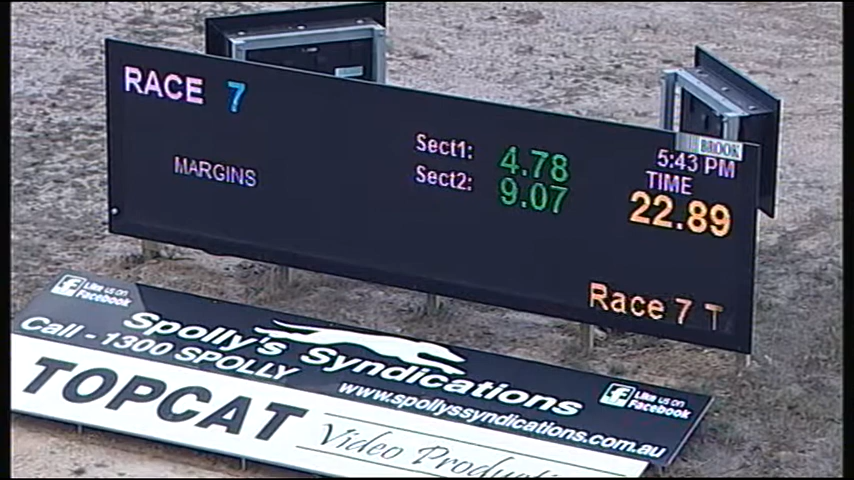 RACE 7
MARGINS
Sect1: 4.78
Sect2: 9.07
BROOK
5:43 PM
TIME
22.89
Race 7 T
Like us on
Facebook
Spolly's Syndications
Call - 1300 SPOLLY
www.spollyssyndications.com.au
Like us on
Facebook
TOPCAT
Video